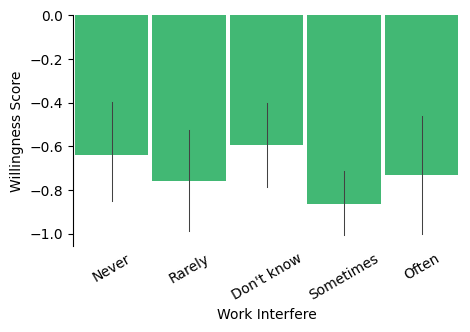 0.0
−0.2
−0.4
−0.6
−0.8
−1.0
Willingness Score
Never
Rarely
Don't know
Sometimes
Often
Work Interfere